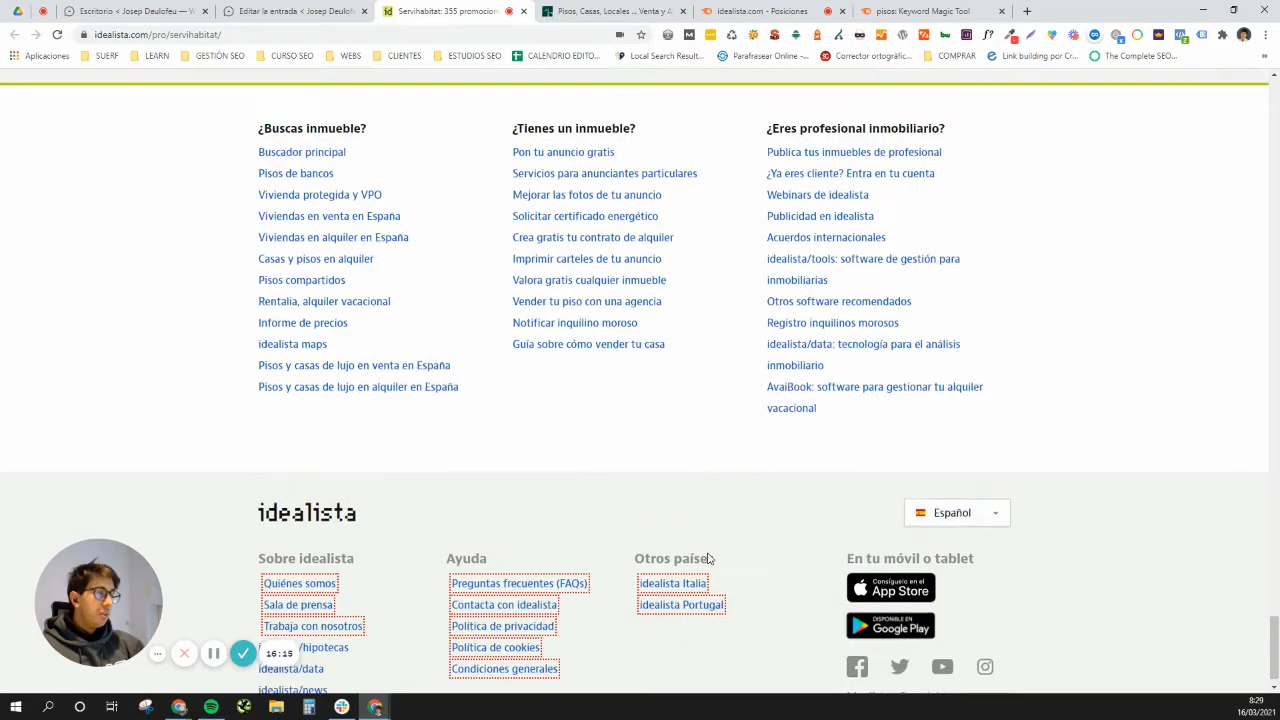 Escritorio < Josep Deulofeu — W
Editar la entrada < Josep Deulof
Servihabitat: 355 promocion
Pisos, Casas, Locales ... Venta y A
idealista.com - Posiciones
pisos: Keyword Magic Tool
idealista.com/pro/servihabitat/
Aplicaciones
SUEFR
LEARN
GESTIÓN SEO
CURSO SEO
WEBS
CLIENTES
ESTUDIOS SEO
CALENDARIO EDITO...
Local Search Result...
Parafrasear Online -...
Corrector ortográfic...
COMPRAR
Link building por Cr...
The Complete SEO...
¿Buscas inmueble?
Buscador principal
Pisos de bancos
Vivienda protegida y VPO
Viviendas en venta en España
Viviendas en alquiler en España
Casas y pisos en alquiler
Pisos compartidos
Rentalia, alquiler vacacional
Informe de precios
idealista maps
Pisos y casas de lujo en venta en España
Pisos y casas de lujo en alquiler en España
¿Tienes un inmueble?
Pon tu anuncio gratis
Servicios para anunciantes particulares
Mejorar las fotos de tu anuncio
Solicitar certificado energético
Crea gratis tu contrato de alquiler
Imprimir carteles de tu anuncio
Valora gratis cualquier inmueble
Vender tu piso con una agencia
Notificar inquilino moroso
Guía sobre cómo vender tu casa
¿Eres profesional inmobiliario?
Publica tus inmuebles de profesional
¿Ya eres cliente? Entra en tu cuenta
Webinars de idealista
Publicidad en idealista
Acuerdos internacionales
idealista/tools: software de gestión para
inmobiliarias
Otros software recomendados
Registro inquilinos morosos
idealista/data: tecnología para el análisis
inmobiliario
AvaiBook: software para gestionar tu alquiler
vacacional
idealista
Español
Sobre idealista
Quiénes somos
Sala de prensa
Trabaja con nosotros
/hipotecas
idealista/data
idealista/news
Ayuda
Preguntas frecuentes (FAQs)
Contacta con idealista
Política de privacidad
Política de cookies
Condiciones generales
Otros paíse
idealista Italia
idealista Portugal
En tu móvil o tablet
Consíguelo en el
App Store
DISPONIBLE EN
Google Play
16:15
8:29
16/03/2021